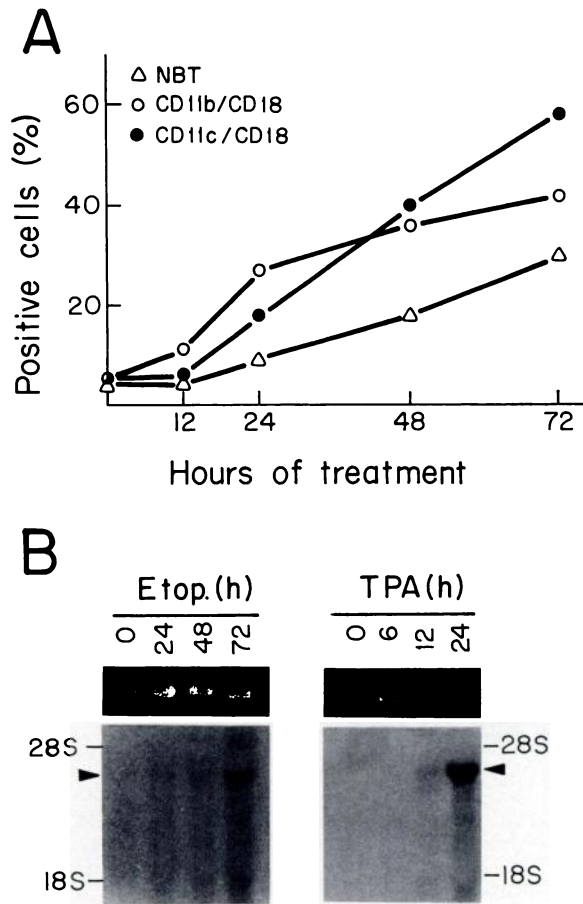 A
NBT
CD11b/CD18
CD11c/CD18
60
40
20
Positive cells (%)
12 24 48 72
Hours of treatment
B
Etop.(h) TPA(h)
0 24 48 72 0 6 12 24
28S 28S
18S 18S